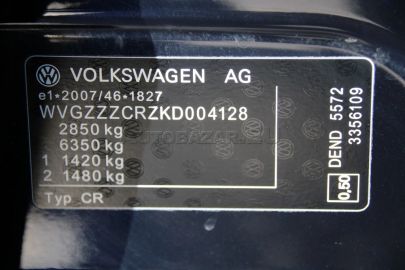 VOLKSWAGEN AG
e1*2007/46*1827
WVGZZZCRZKD004128
2850 kg
6350 kg
1 1420 kg
2 1480 kg
Typ CR
DEND 5572
3356109
0,50
AUTOBAZAR.EU